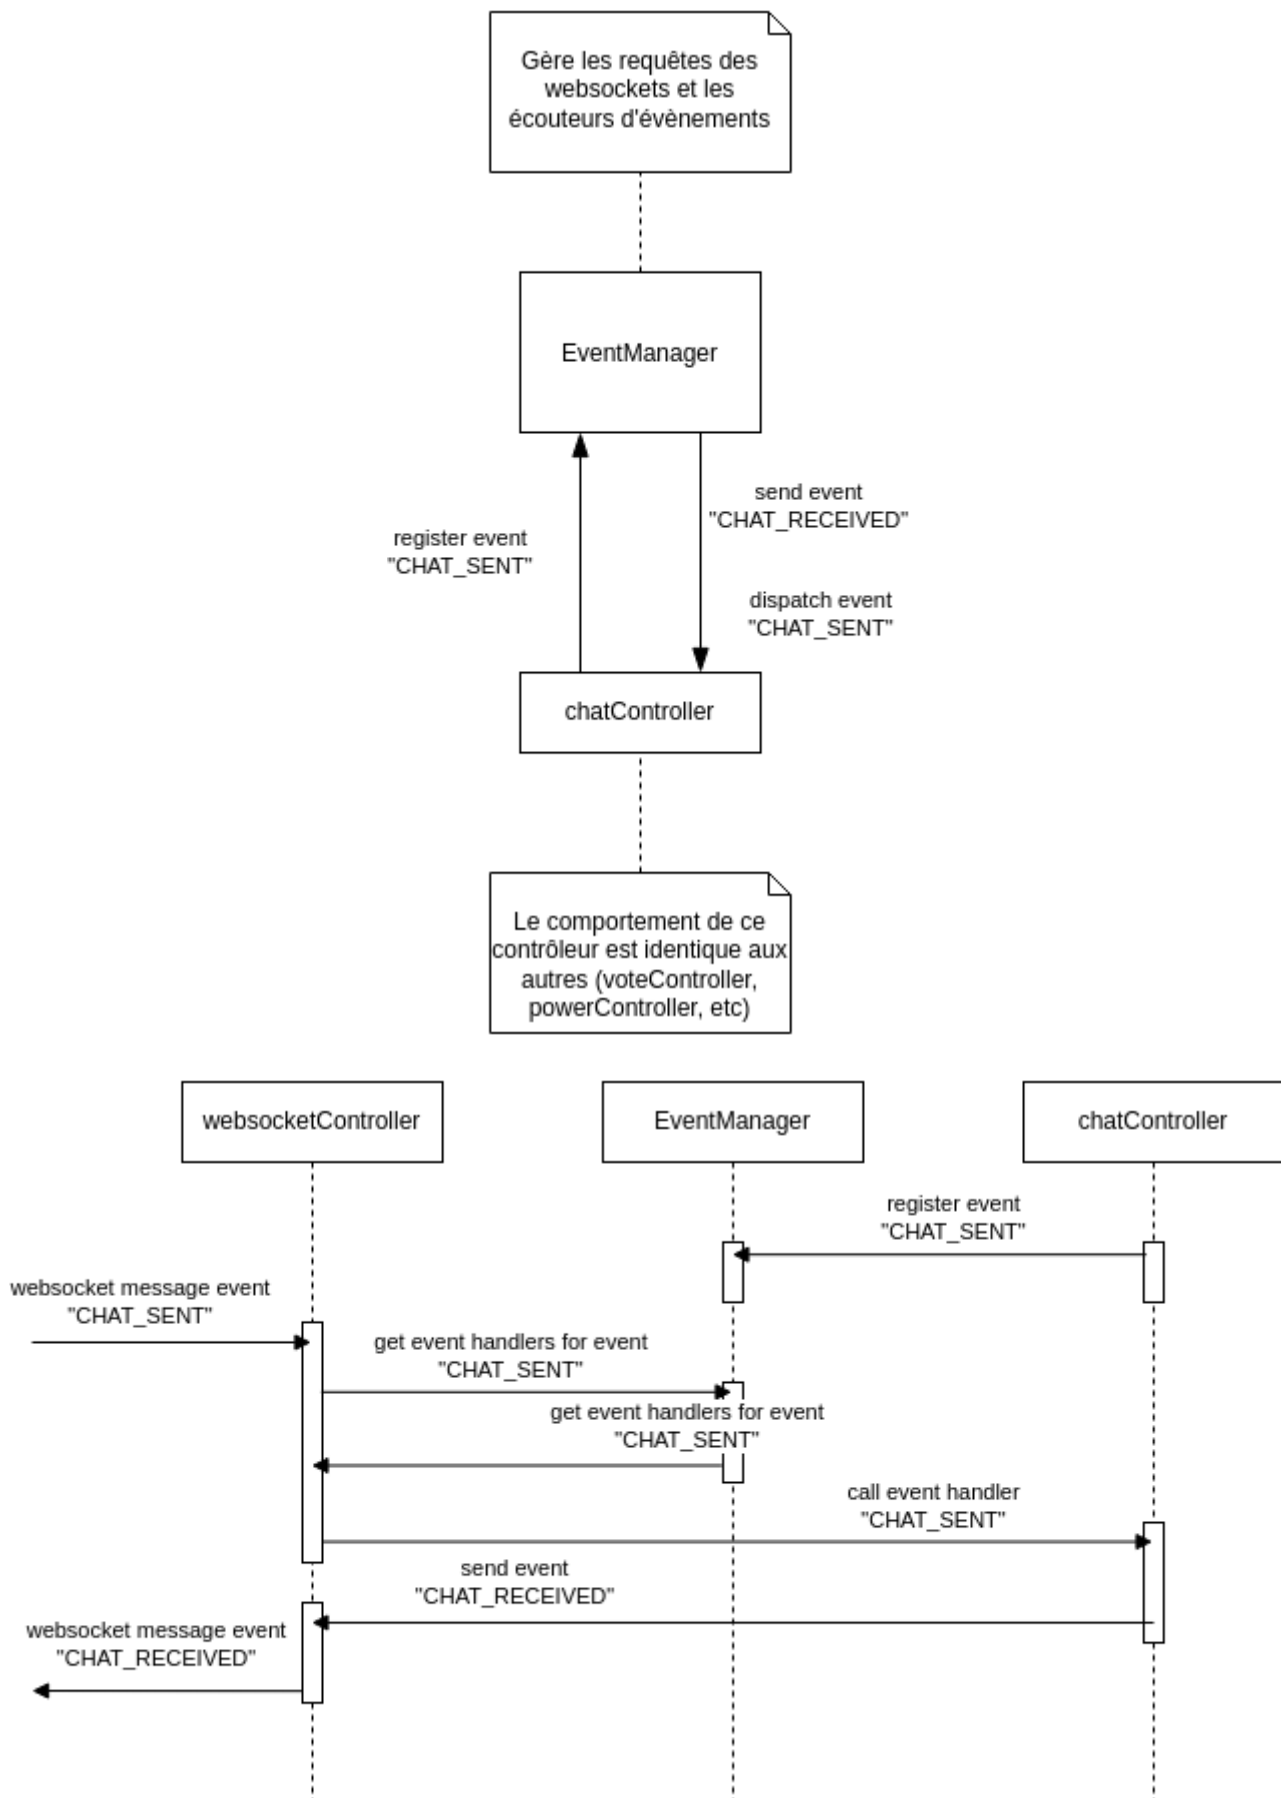 Gère les requêtes des
websockets et les
écouteurs d'évènements
EventManager
send event
"CHAT_RECEIVED"
register event
"CHAT_SENT"
dispatch event
"CHAT_SENT"
chatController
Le comportement de ce
contrôleur est identique aux
autres (voteController,
powerController, etc)
websocketController
EventManager
chatController
register event
"CHAT_SENT"
websocket message event
"CHAT_SENT"
get event handlers for event
"CHAT_SENT"
get event handlers for event
"CHAT_SENT"
call event handler
"CHAT_SENT"
send event
"CHAT_RECEIVED"
websocket message event
"CHAT_RECEIVED"